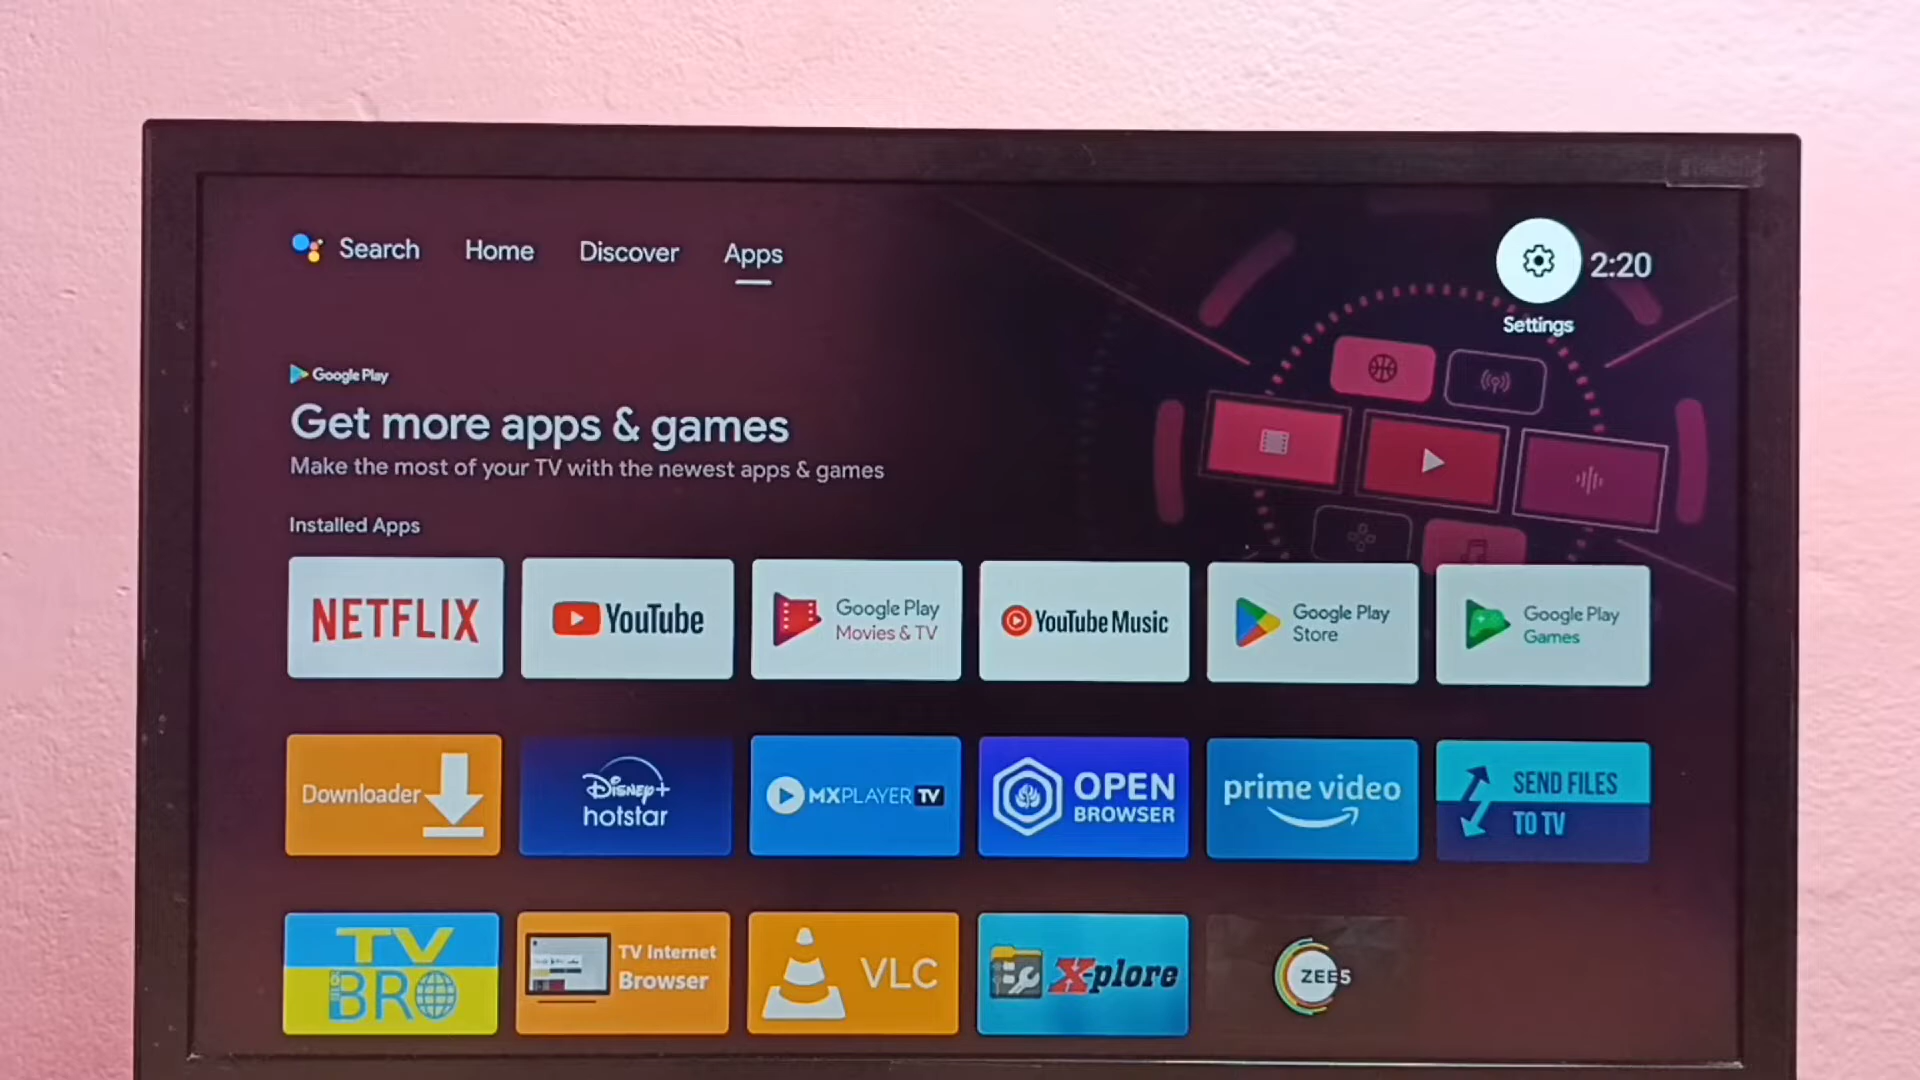 Search Home Discover Apps
2:20
Settings
Google Play
Get more apps & games
Make the most of your TV with the newest apps & games
Installed Apps
NETFLIX
YouTube
Google Play
Movies & TV
YouTube Music
Google Play
Store
Google Play
Games
Downloader
Disney+
hotstar
MXPLAYER TV
OPEN
BROWSER
prime video
SEND FILES
TO TV
TV
BRO
TV Internet
Browser
VLC
X-plore
ZEE5